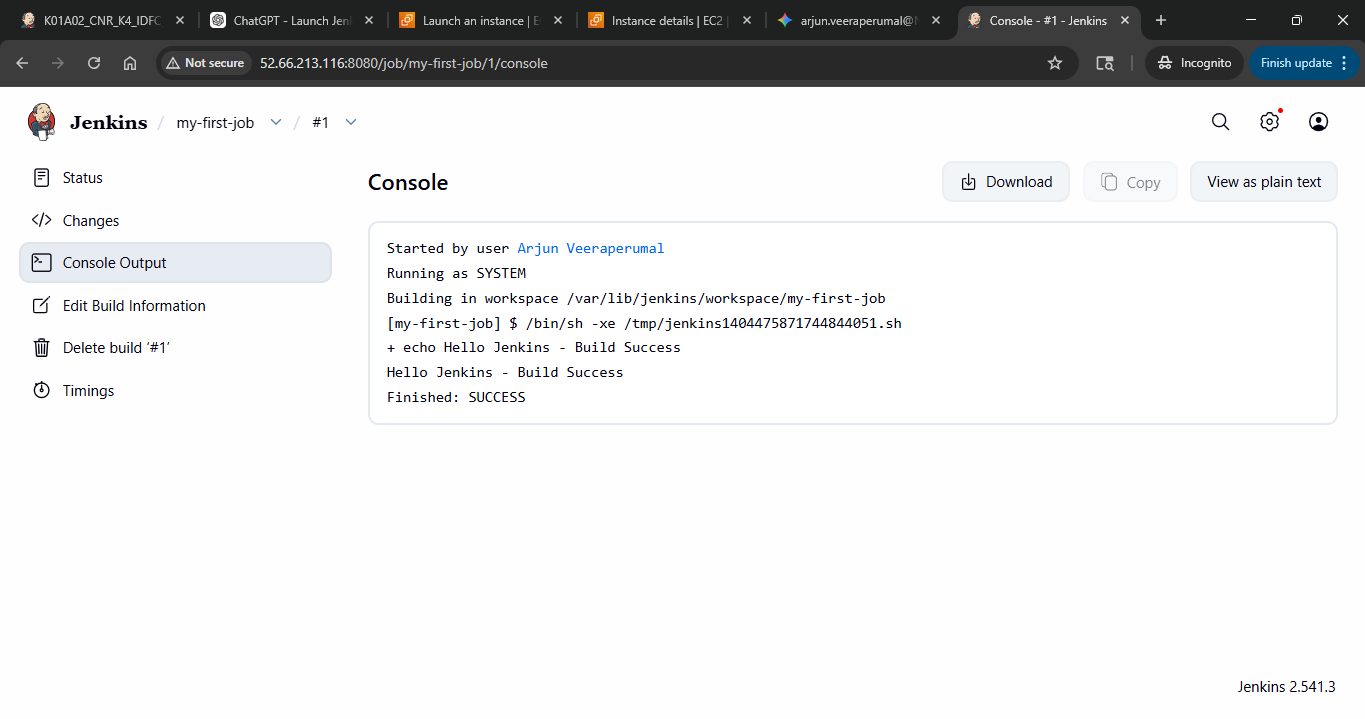 K01A02_CNR_K4_IDFC
ChatGPT - Launch Jen
Launch an instance | E
Instance details | EC2 |
arjun.veeraperumal@
Console - #1 - Jenkins
Not secure
52.66.213.116:8080/job/my-first-job/1/console
Incognito
Finish update
Jenkins / my-first-job / #1
Status
Changes
Console Output
Edit Build Information
Delete build ‘#1’
Timings
Console
Download
Copy
View as plain text
Started by user Arjun Veeraperumal
Running as SYSTEM
Building in workspace /var/lib/jenkins/workspace/my-first-job
[my-first-job] $ /bin/sh -xe /tmp/jenkins1404475871744844051.sh
+ echo Hello Jenkins - Build Success
Hello Jenkins - Build Success
Finished: SUCCESS
Jenkins 2.541.3